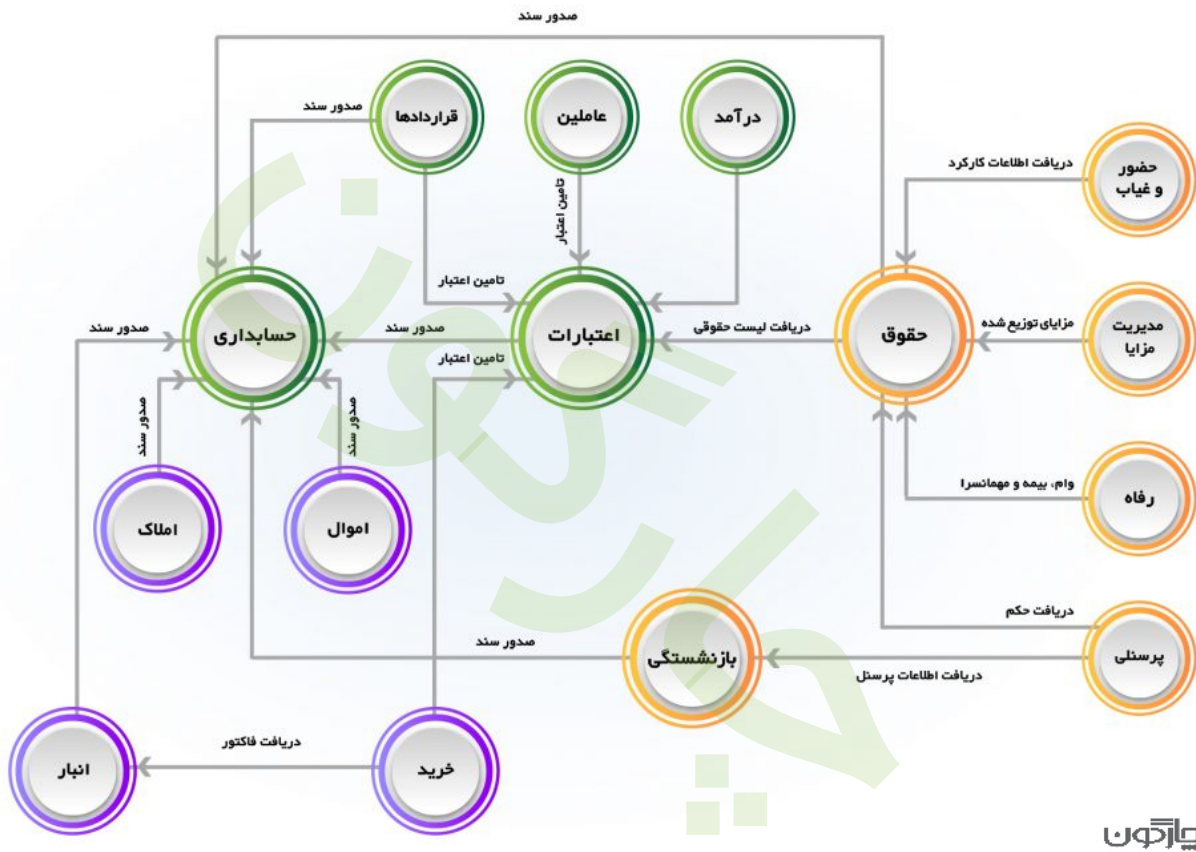 صدور سند
درآمد
عاملین
قراردادها
صدور سند
حضور
و غیاب
دریافت اطلاعات کارکرد
تامین اعتبار
تامین اعتبار
مدیریت
مزایا
مزایای توزیع شده
حقوق
دریافت لیست حقوقی
اعتبارات
صدور سند
حسابداری
صدور سند
تامین اعتبار
صدور سند
صدور سند
رفاه
وام، بیمه و مهمانسرا
اموال
املاک
دریافت حکم
پرسنلی
دریافت اطلاعات پرسنل
بازنشستگی
صدور سند
خرید
دریافت فاکتور
انبار
چارگون
چارگون